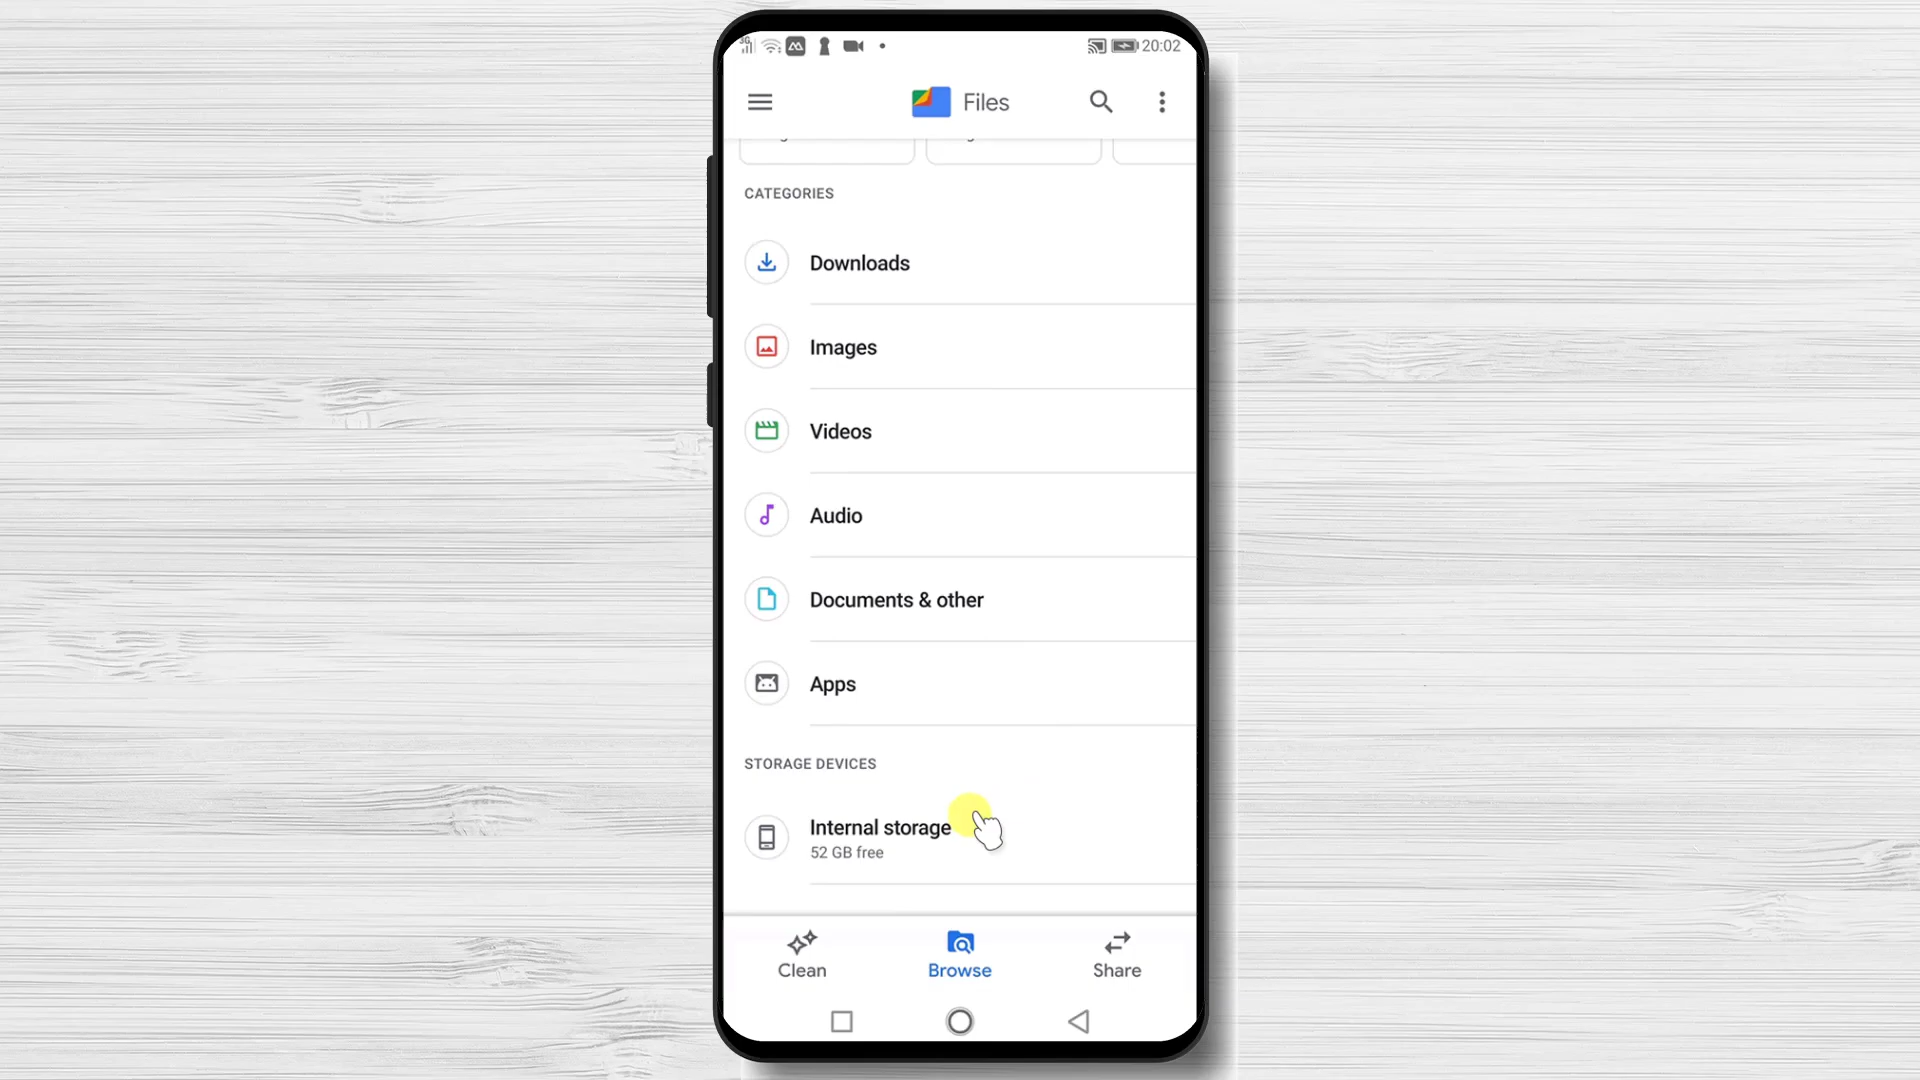 3G
20:02
Files
CATEGORIES
Downloads
Images
Videos
Audio
Documents & other
Apps
STORAGE DEVICES
Internal storage
52 GB free
Clean
Browse
Share